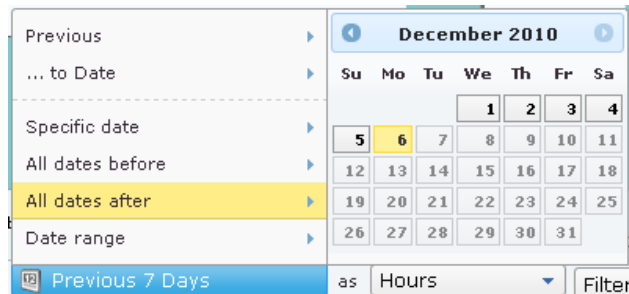 Previous
... to Date
Specific date
All dates before
All dates after
Date range
12 Previous 7 Days
December 2010
Su Mo Tu We Th Fr Sa
1 2 3 4
5 6 7 8 9 10 11
12 13 14 15 16 17 18
19 20 21 22 23 24 25
26 27 28 29 30 31
as Hours Filter